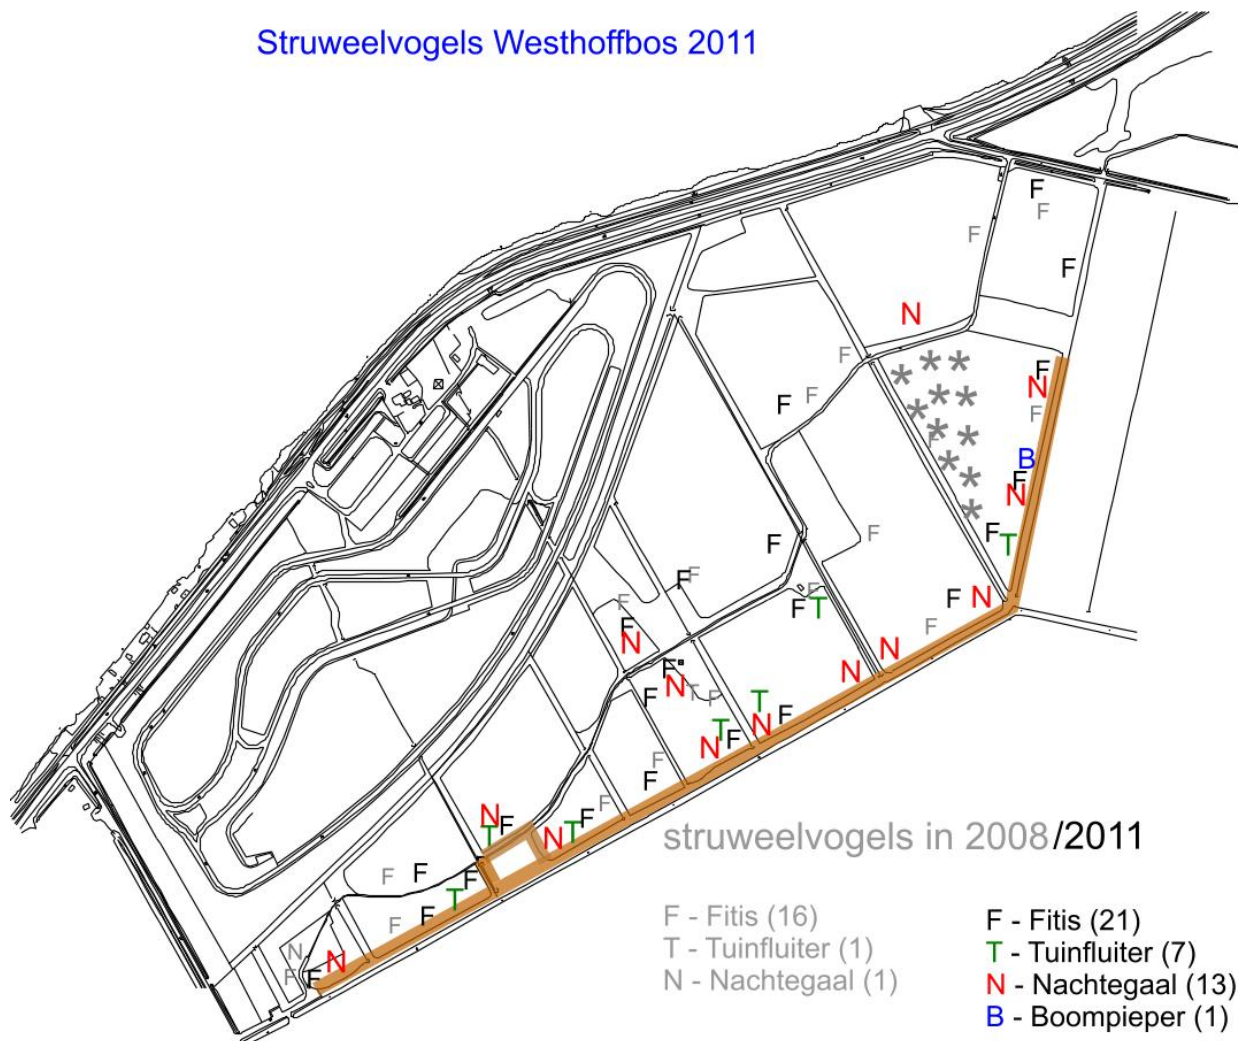 Struweelvogels Westhoffbos 2011
F
F
F
F
N
F
F
N
F
F
F
F
B
F
N
F
F
T
F
F
F
F
F
N
F
F
T
F
F
N
N
F
N
N
T
F
F
T
F
N
T
F
N
F
F
F
N
F
F
T
T
N
F
F
F
T
F
F
N
N
F
F
struweelvogels in 2008/2011
F - Fitis (16)
T - Tuinfluiter (1)
N - Nachtegaal (1)
F - Fitis (21)
T - Tuinfluiter (7)
N - Nachtegaal (13)
B - Boompieper (1)